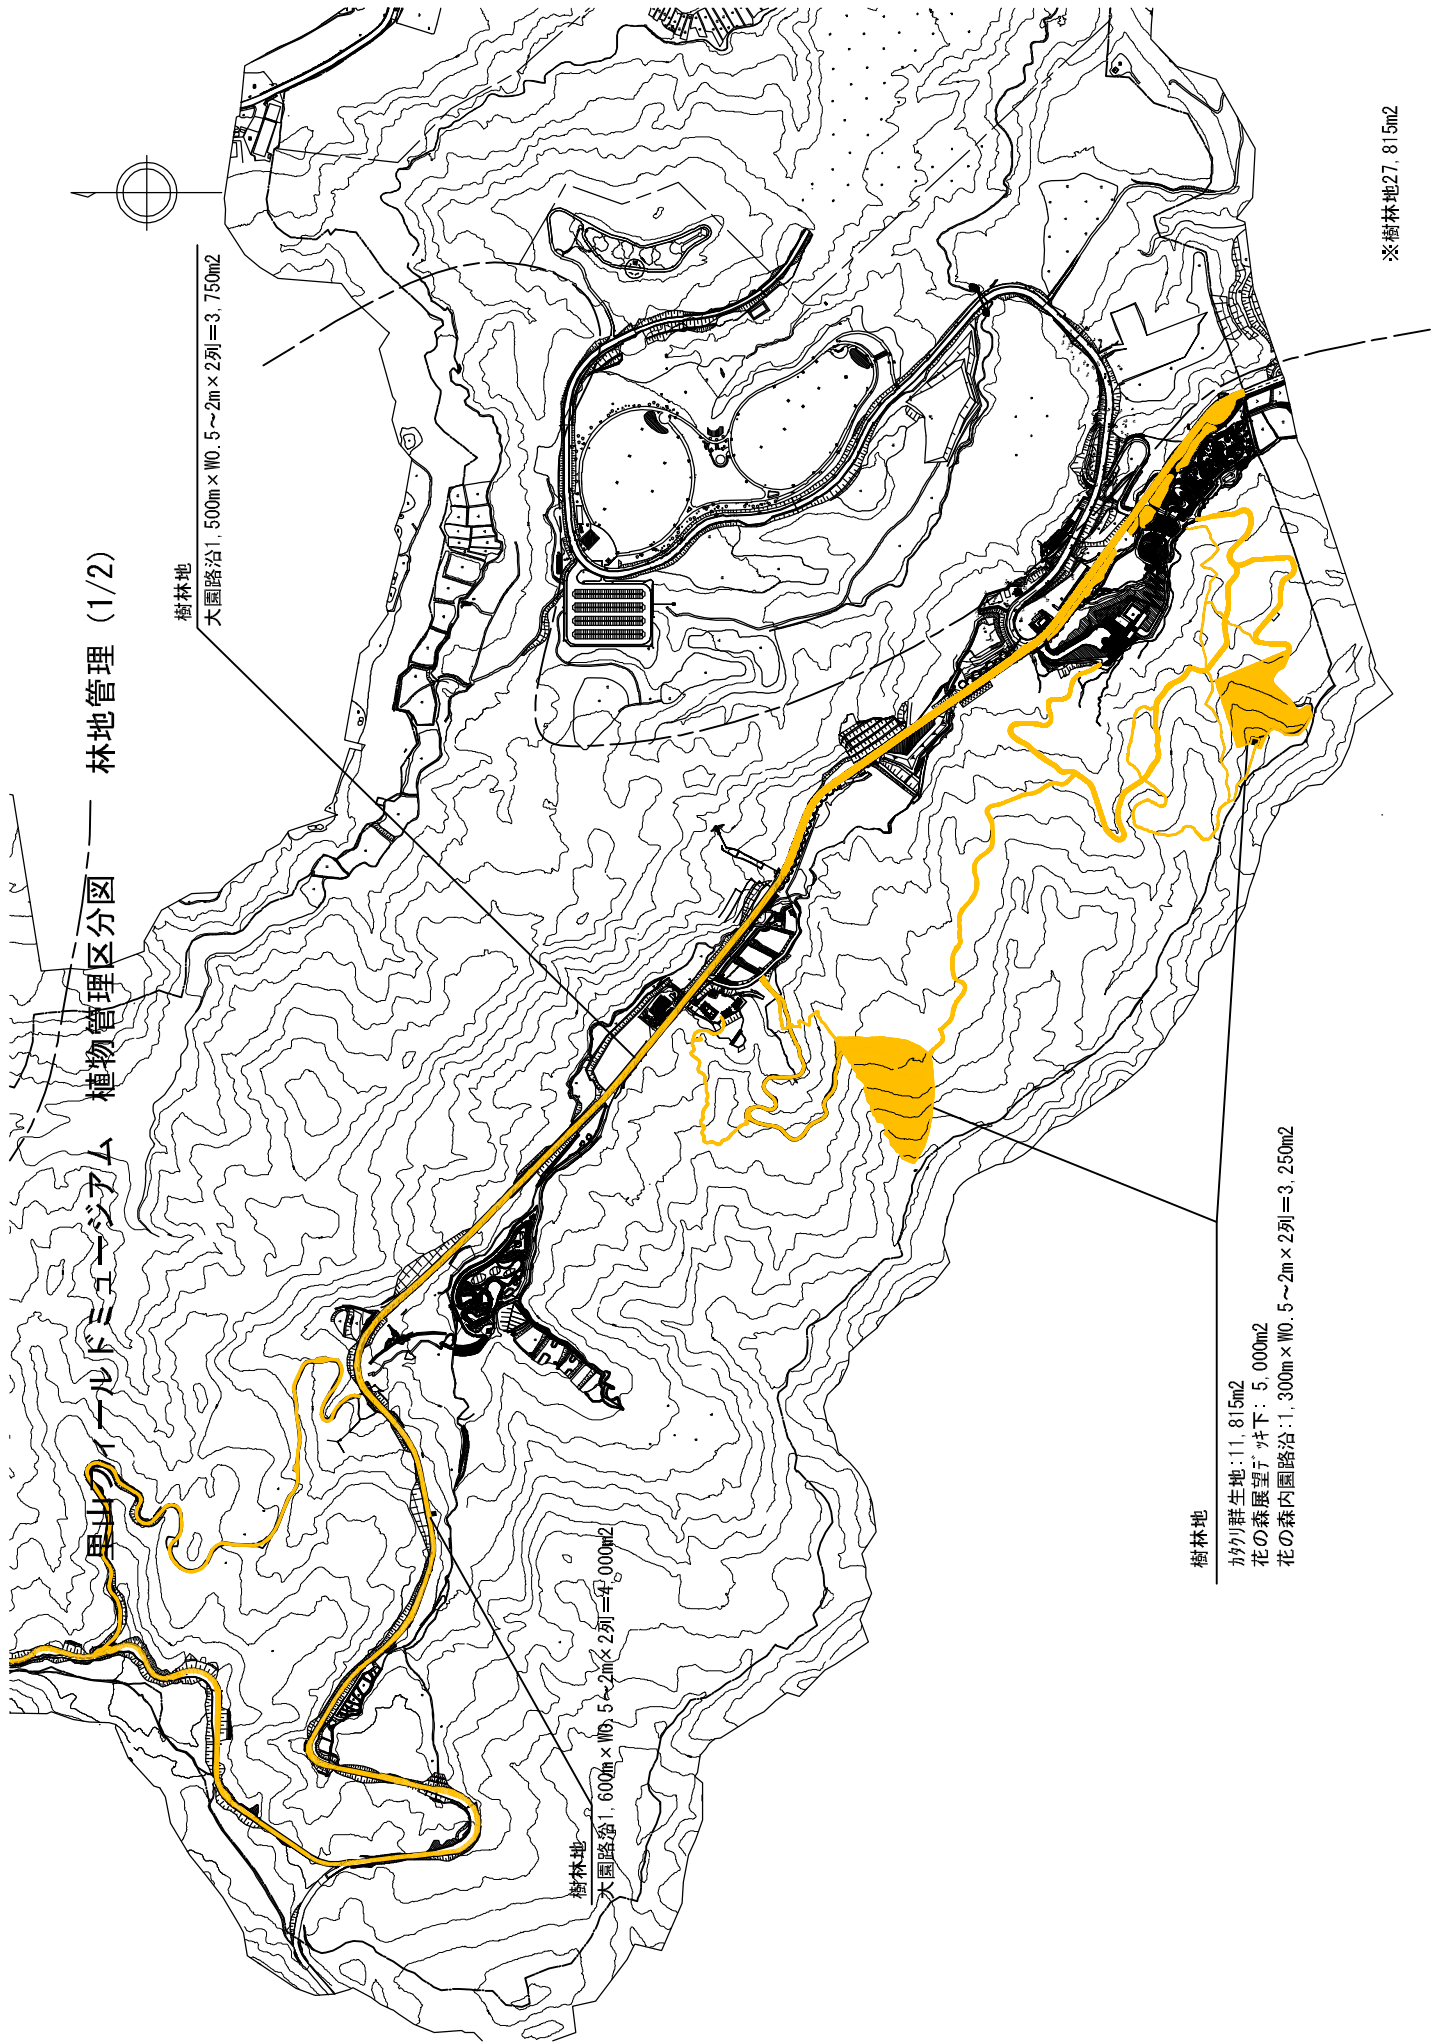 里山フィールドミュージアム 植物管理区分図 ―― 林地管理 (1/2)
樹林地
大園路沿1,500m×W0.5~2m×2列=3,750m2
樹林地
大園路沿1,600m×W0.5~2m×2列=4,000m2
樹林地
ｶﾀｸﾘ群生地:11,815m2
花の森展望ﾃﾞｯｷ下: 5,000m2
花の森内園路沿:1,300m×W0.5~2m×2列=3,250m2
※樹林地27,815m2